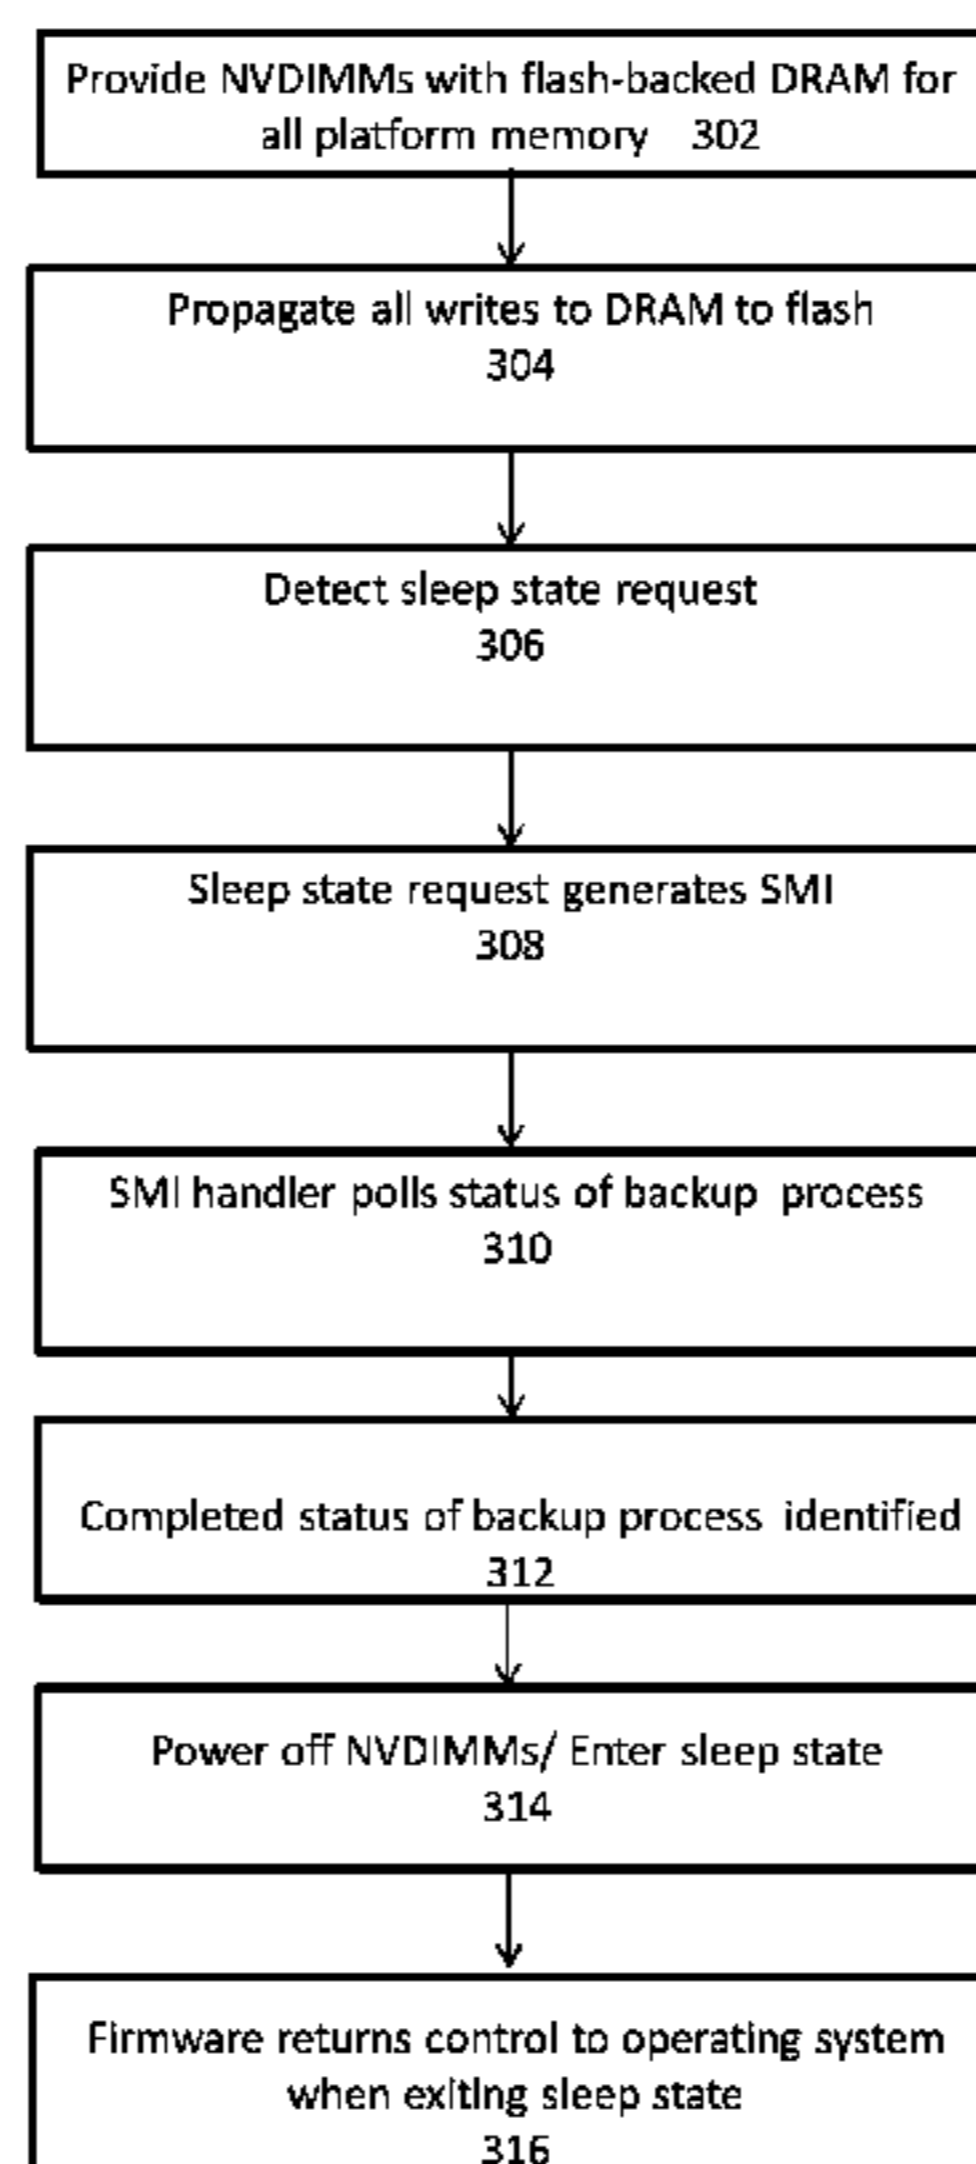 Provide NVDIMMs with flash-backed DRAM for
all platform memory 302
Propagate all writes to DRAM to flash
304
Detect sleep state request
306
Sleep state request generates SMI
308
SMI handler polls status of backup process
310
Completed status of backup process identified
312
Power off NVDIMMs/ Enter sleep state
314
Firmware returns control to operating system
when exiting sleep state
316